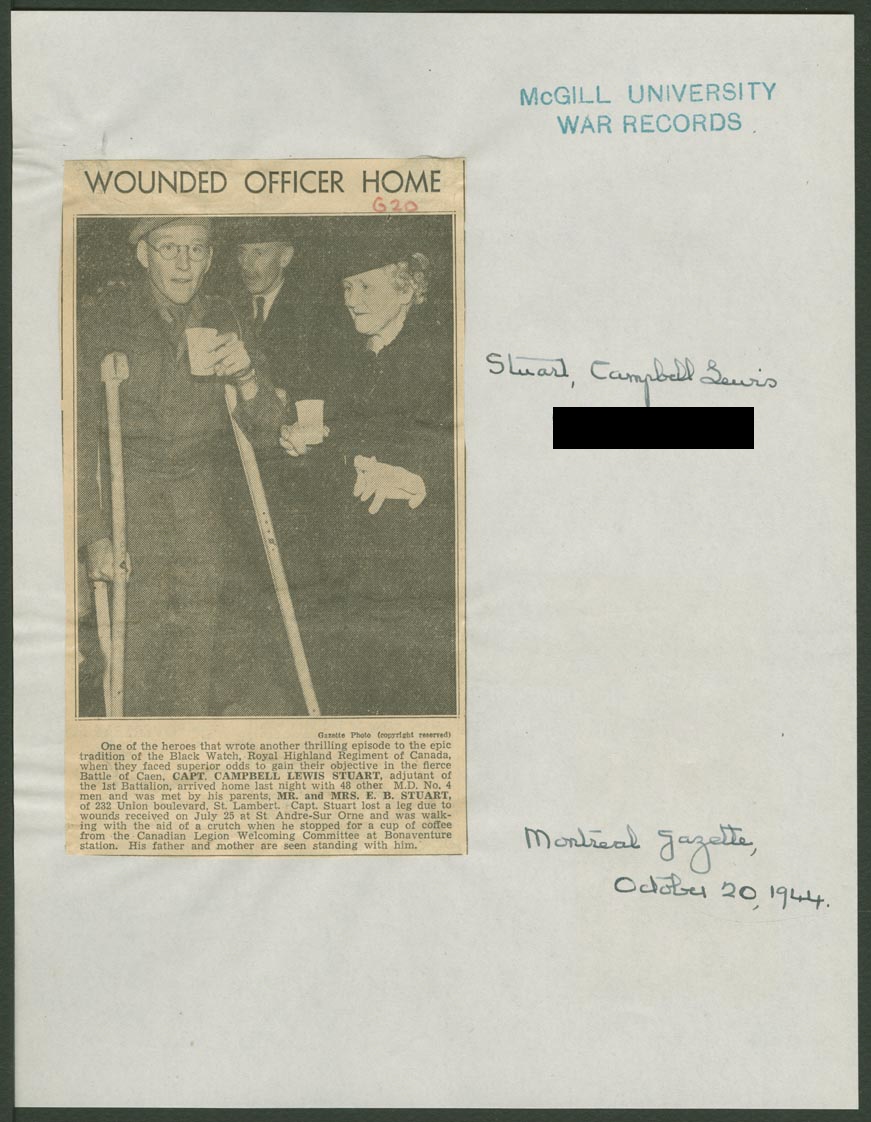 McGILL UNIVERSITY
WAR RECORDS
WOUNDED OFFICER HOME
G20
Stuart, Campbell Lewis
Gazette Photo (copyright reserved)
One of the heroes that wrote another thrilling episode to the epic
tradition of the Black Watch, Royal Highland Regiment of Canada,
when they faced superior odds to gain their objective in the fierce
Battle of Caen, CAPT. CAMPBELL LEWIS STUART, adjutant of
the 1st Battalion, arrived home last night with 48 other M.D. No. 4
men and was met by his parents, MR. and MRS. E. B. STUART,
of 232 Union boulevard, St. Lambert. Capt. Stuart lost a leg due to
wounds received on July 25 at St Andre-Sur Orne and was walk-
ing with the aid of a crutch when he stopped for a cup of coffee
from the Canadian Legion Welcoming Committee at Bonaventure
station. His father and mother are seen standing with him.
Montreal Gazette,
October 20, 1944.